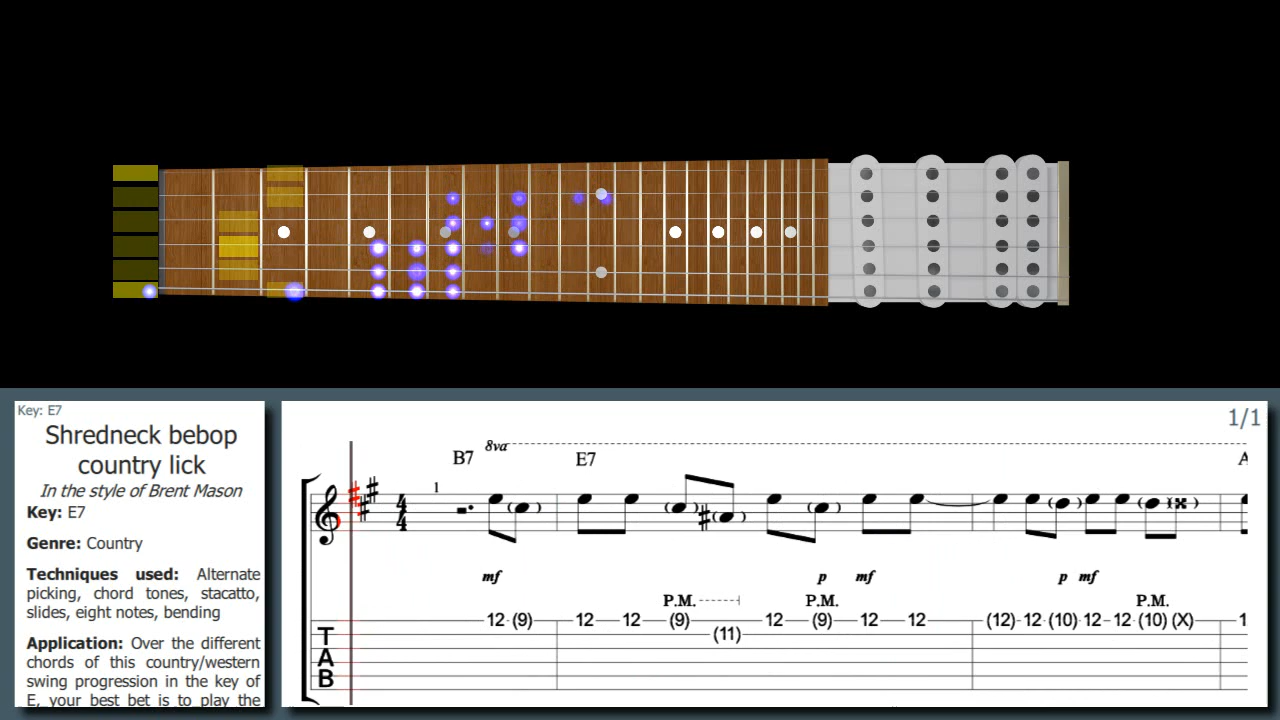 Key: E7
Shredneck bebop
country lick
In the style of Brent Mason
Key: E7
Genre: Country
Techniques used: Alternate
picking, chord tones, stacatto,
slides, eight notes, bending
Application: Over the different
chords of this country/western
swing progression in the key of
E, your best bet is to play the
1/1
8va
B7 E7 A
1
4
4
mf p mf p mf
P.M. P.M. P.M.
12 (9) 12 12 (9) 12 (9) 12 12 (12) 12 (10) 12 12 (10) (X) 1
(11)
T
A
B